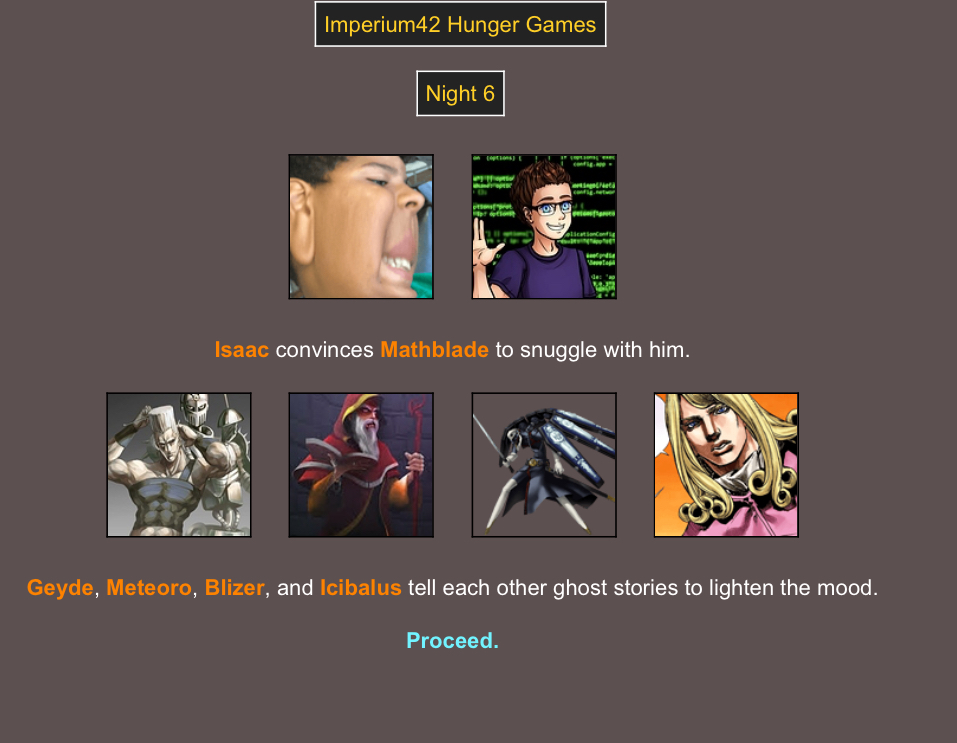 Imperium42 Hunger Games
Night 6
Isaac convinces Mathblade to snuggle with him.
Geyde, Meteoro, Blizer, and Icibalus tell each other ghost stories to lighten the mood.
Proceed.